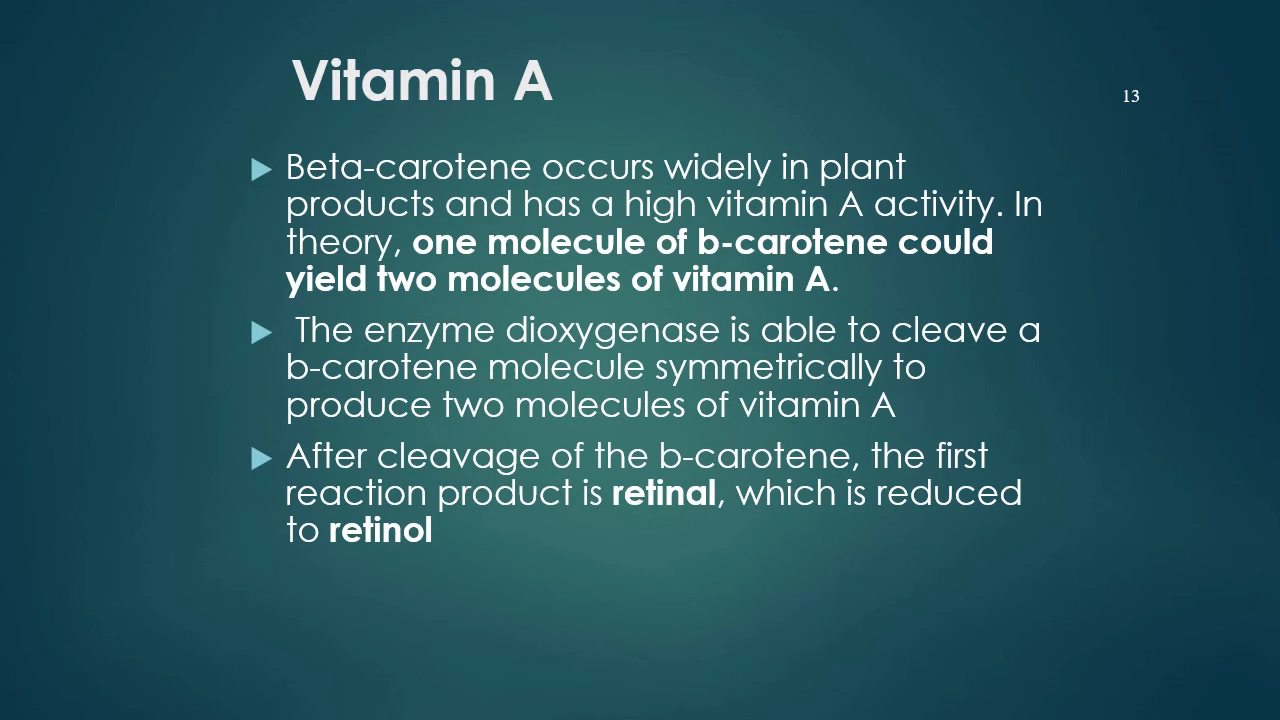 Vitamin A
13
Beta-carotene occurs widely in plant
products and has a high vitamin A activity. In
theory, one molecule of b-carotene could
yield two molecules of vitamin A.
The enzyme dioxygenase is able to cleave a
b-carotene molecule symmetrically to
produce two molecules of vitamin A
After cleavage of the b-carotene, the first
reaction product is retinal, which is reduced
to retinol